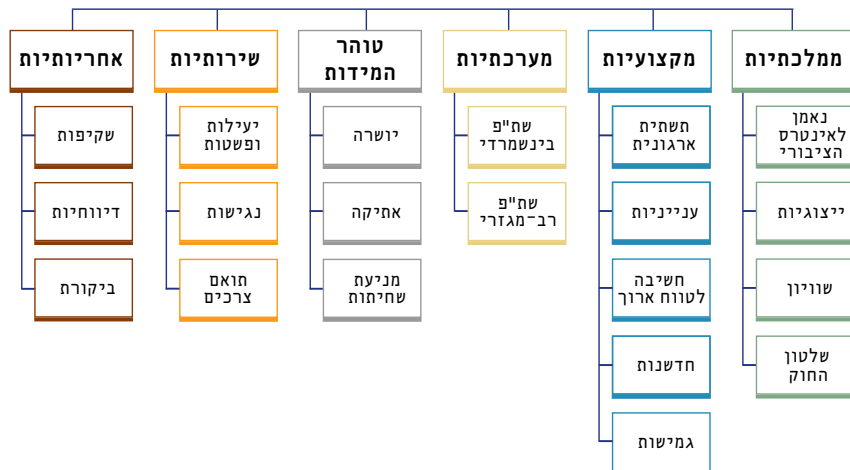 ממלכתיות
נאמן
לאינטרס
הציבורי
ייצוגיות
שוויון
שלטון
החוק
מקצועיות
תשתית
ארגונית
ענייניות
חשיבה
לטווח ארוך
חדשנות
גמישות
מערכתיות
שת"פ
בינשמרדי
שת"פ
רב-מגזרי
טוהר
המידות
יושרה
אתיקה
מניעת
שחיתות
שירותיות
יעילות
ופשטות
נגישות
תואם
צרכים
אחריותיות
שקיפות
דיווחיות
ביקורת